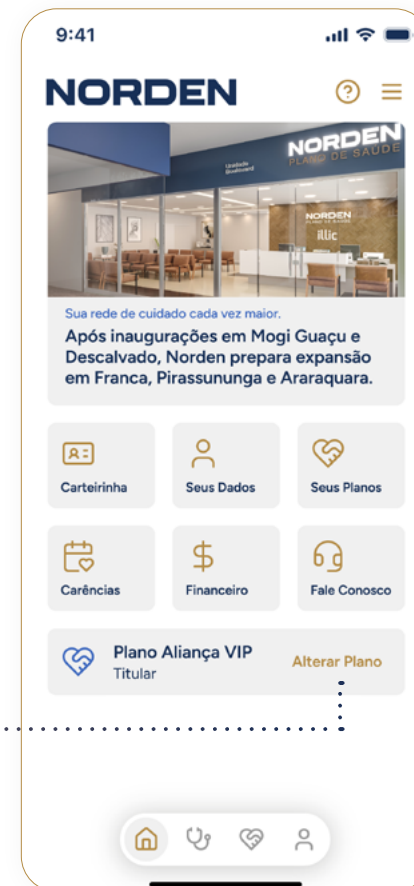 9:41
NORDEN
NORDEN
PLANO DE SAÚDE
NORDEN
illic
Sua rede de cuidado cada vez maior.
Após inaugurações em Mogi Guaçu e
Descalvado, Norden prepara expansão
em Franca, Pirassununga e Araraquara.
Carteirinha
Seus Dados
Seus Planos
Carências
Financeiro
Fale Conosco
Plano Aliança VIP
Titular
Alterar Plano